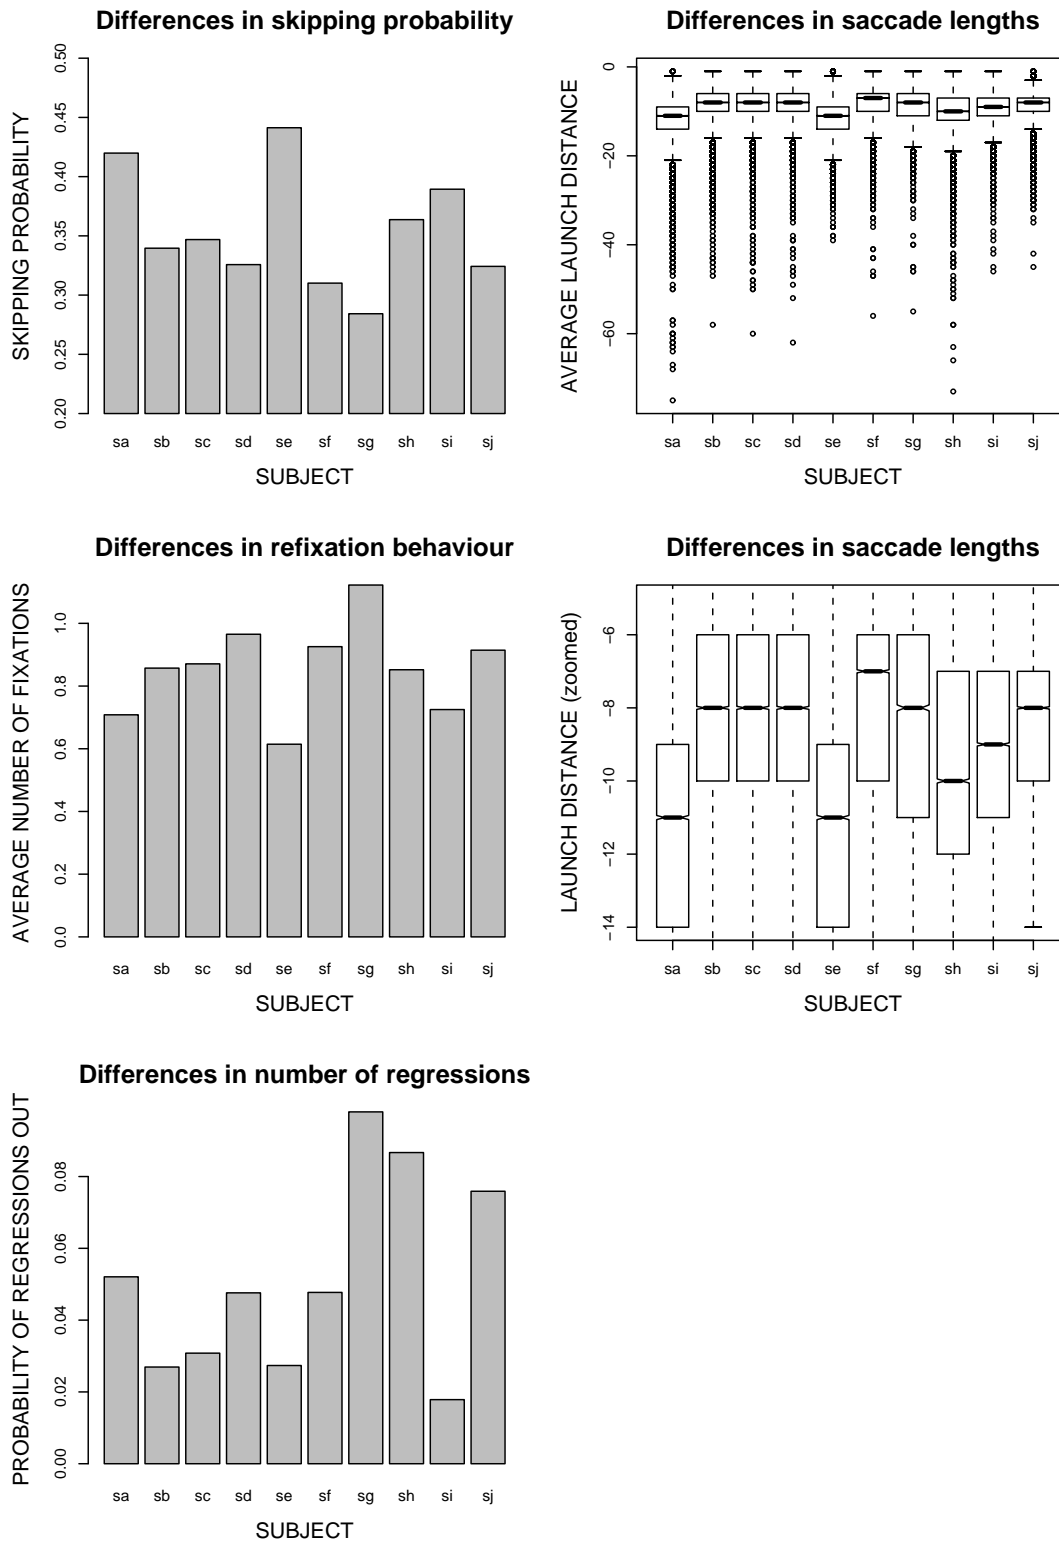 Differences in skipping probability
SKIPPING PROBABILITY
0.50
0.45
0.40
0.35
0.30
0.25
0.20
sa sb sc sd se sf sg sh si sj
SUBJECT
Differences in saccade lengths
AVERAGE LAUNCH DISTANCE
0
−20
−40
−60
sa sb sc sd se sf sg sh si sj
SUBJECT
Differences in refixation behaviour
AVERAGE NUMBER OF FIXATIONS
1.0
0.8
0.6
0.4
0.2
0.0
sa sb sc sd se sf sg sh si sj
SUBJECT
Differences in saccade lengths
LAUNCH DISTANCE (zoomed)
−6
−8
−10
−12
−14
sa sb sc sd se sf sg sh si sj
SUBJECT
Differences in number of regressions
PROBABILITY OF REGRESSIONS OUT
0.08
0.06
0.04
0.02
0.00
sa sb sc sd se sf sg sh si sj
SUBJECT